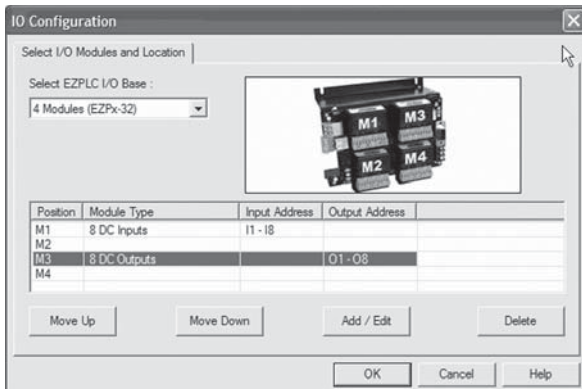 IO Configuration
Select I/O Modules and Location
Select EZPLC I/O Base :
4 Modules (EZPx-32)
M1 M3
M2 M4
Position Module Type Input Address Output Address
M1 8 DC Inputs I1 - I8
M2
M3 8 DC Outputs O1 - O8
M4
Move Up Move Down Add / Edit Delete
OK Cancel Help